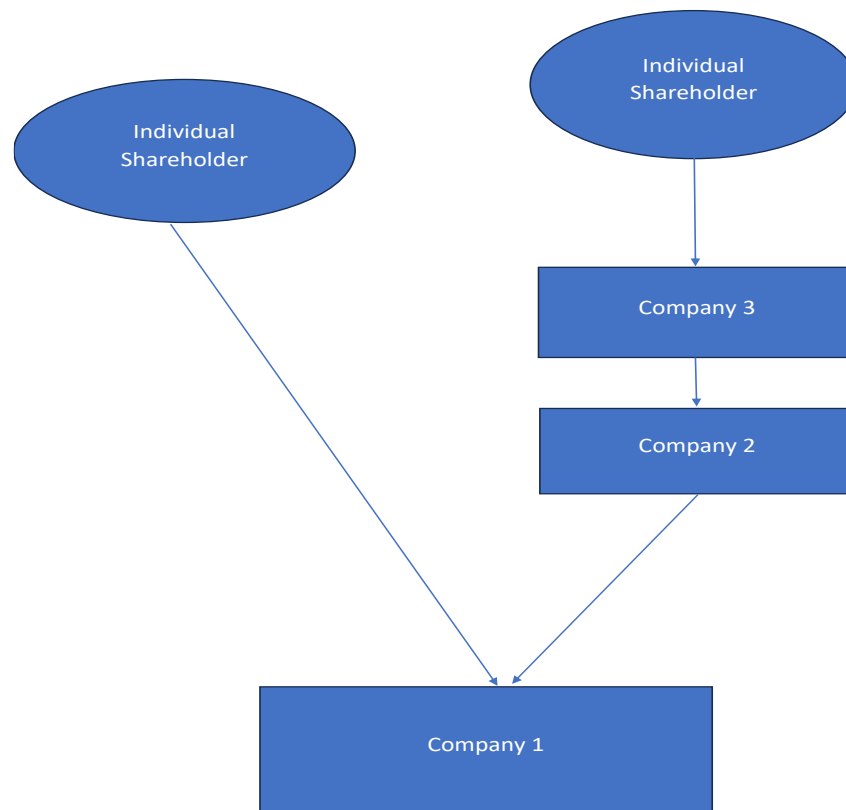 Individual
Shareholder
Individual
Shareholder
Company 3
Company 2
Company 1